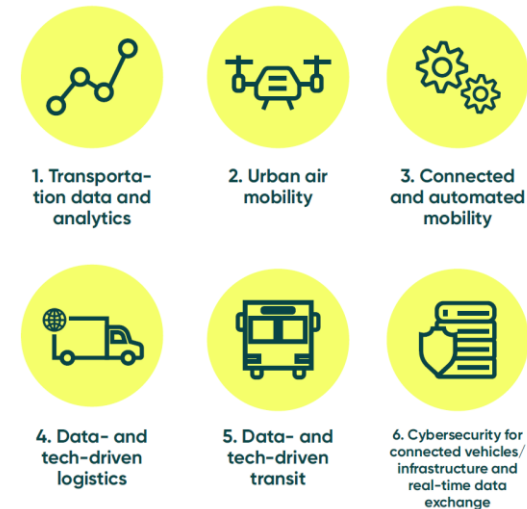 1. Transporta-
tion data and
analytics
2. Urban air
mobility
3. Connected
and automated
mobility
4. Data- and
tech-driven
logistics
5. Data- and
tech-driven
transit
6. Cybersecurity for
connected vehicles/
infrastructure and
real-time data
exchange